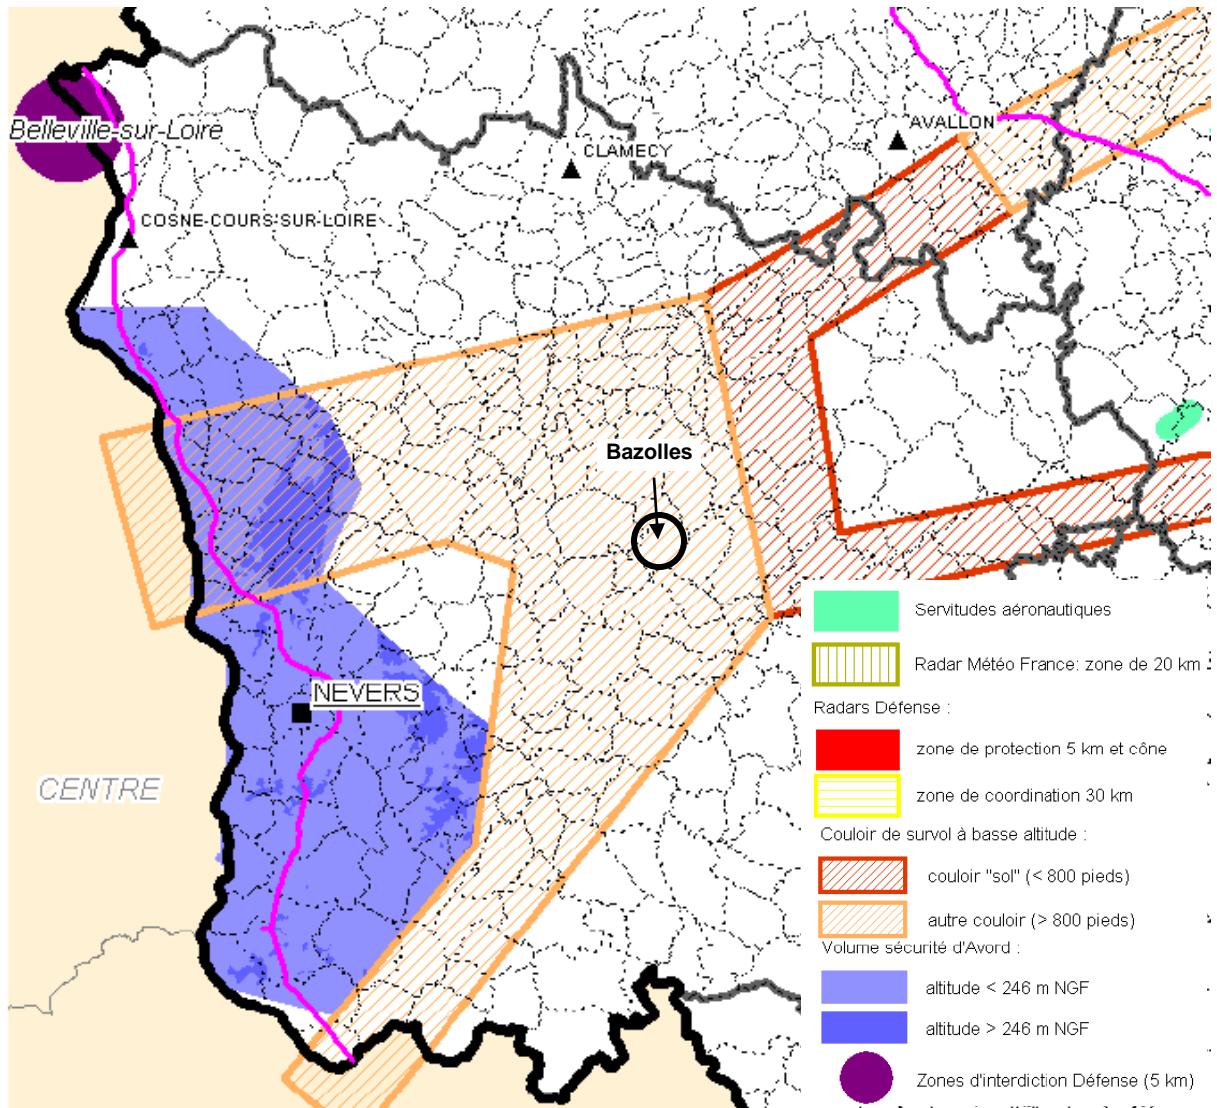 AVALLON
Belleville-sur-Loire
CLAMECY
COSNE-COURS-SUR-LOIRE
Bazolles
NEVERS
CENTRE
Servitudes aéronautiques
Radar Météo France: zone de 20 km
Radars Défense :
zone de protection 5 km et cône
zone de coordination 30 km
Couloir de survol à basse altitude :
couloir "sol" (< 800 pieds)
autre couloir (> 800 pieds)
Volume sécurité d'Avord :
altitude < 246 m NGF
altitude > 246 m NGF
Zones d'interdiction Défense (5 km)